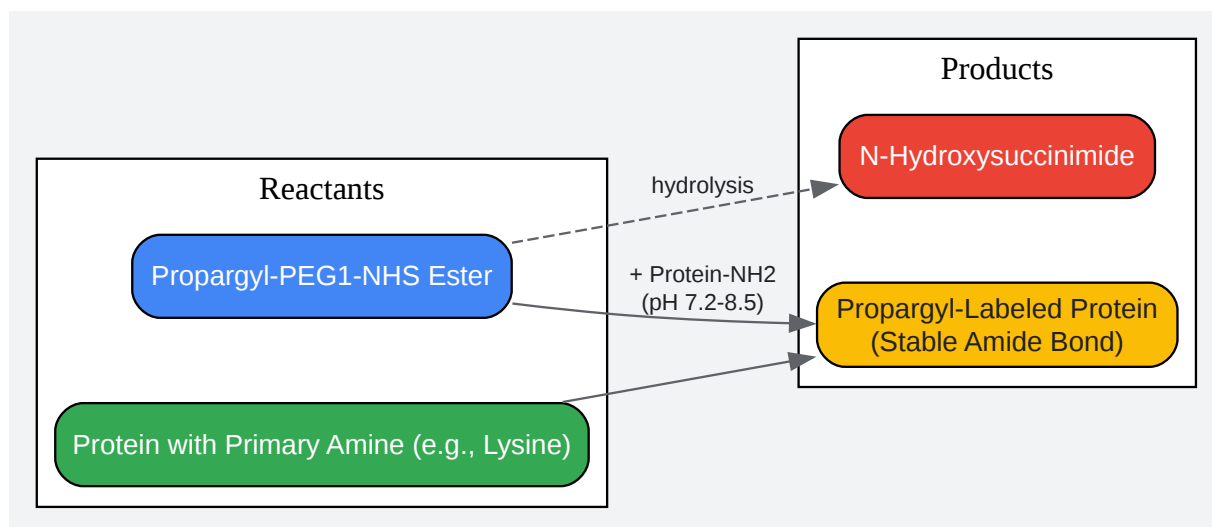 Reactants
Propargyl-PEG1-NHS Ester
Protein with Primary Amine (e.g., Lysine)
hydrolysis
+ Protein-NH2
(pH 7.2-8.5)
Products
N-Hydroxysuccinimide
Propargyl-Labeled Protein
(Stable Amide Bond)